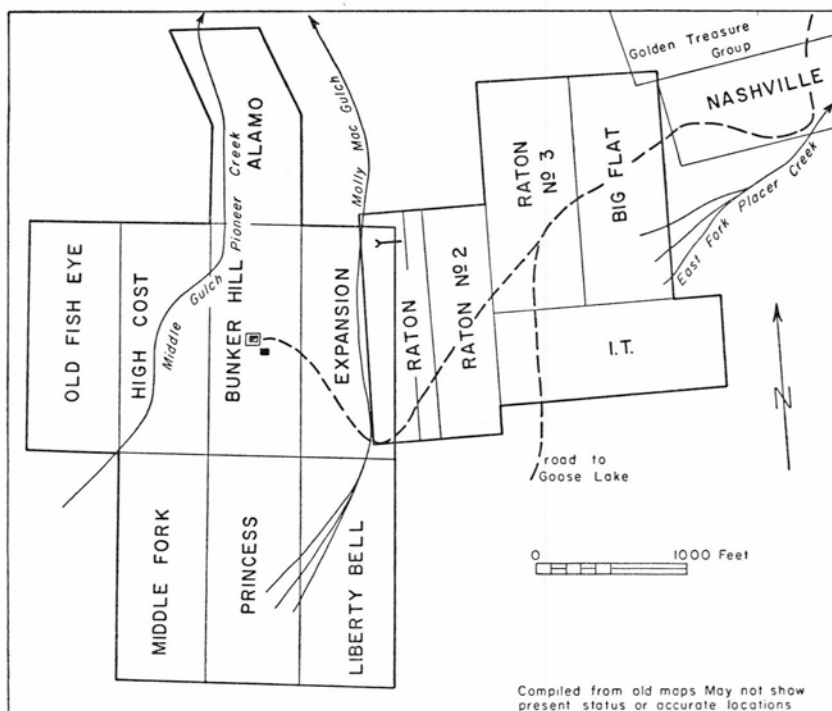 Golden Treasure
Group
NASHVILLE
ALAMO
Pioneer Creek
Molly Mac Gulch
RATON
Nº 3
BIG FLAT
East Fork Placer Creek
OLD FISH EYE
HIGH COST
Middle Gulch
BUNKER HILL
EXPANSION
RATON
RATON Nº 2
I.T.
N
road to
Goose Lake
MIDDLE FORK
PRINCESS
LIBERTY BELL
0 1000 Feet
Compiled from old maps May not show
present status or accurate locations